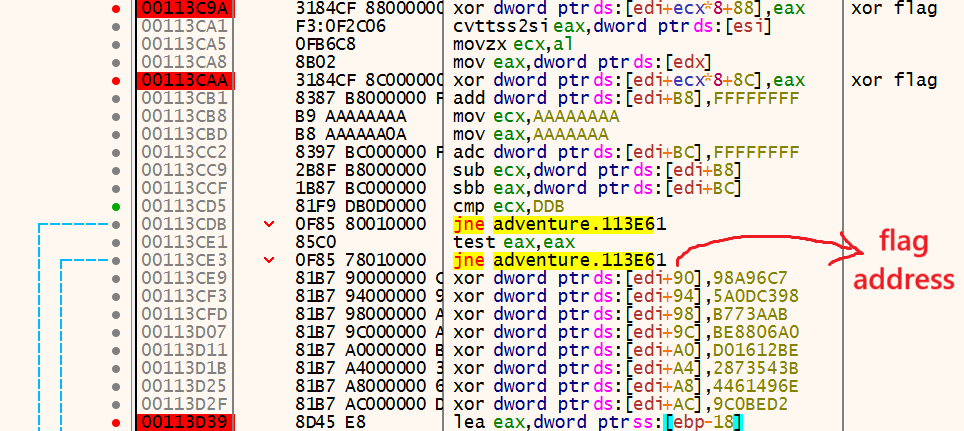 00113C9A 3184CF 88000000 xor dword ptr ds:[edi+ecx*8+88],eax xor flag
00113CA1 F3:0F2C06 cvttss2si eax,dword ptr ds:[esi]
00113CA5 0FB6C8 movzx ecx,al
00113CA8 8B02 mov eax,dword ptr ds:[edx]
00113CAA 3184CF 8C000000 xor dword ptr ds:[edi+ecx*8+8C],eax xor flag
00113CB1 8387 B8000000 F add dword ptr ds:[edi+B8],FFFFFFFF
00113CB8 B9 AAAAAAAA mov ecx,AAAAAAAA
00113CBD B8 AAAAAA0A mov eax,AAAAAAA
00113CC2 8397 BC000000 F adc dword ptr ds:[edi+BC],FFFFFFFF
00113CC9 2B8F B8000000 sub ecx,dword ptr ds:[edi+B8]
00113CCF 1B87 BC000000 sbb eax,dword ptr ds:[edi+BC]
00113CD5 81F9 DB0D0000 cmp ecx,DDB
00113CDB 0F85 80010000 jne adventure.113E61
00113CE1 85C0 test eax,eax
00113CE3 0F85 78010000 jne adventure.113E61
00113CE9 81B7 90000000 C xor dword ptr ds:[edi+90],98A96C7
00113CF3 81B7 94000000 9 xor dword ptr ds:[edi+94],5A0DC398
00113CFD 81B7 98000000 A xor dword ptr ds:[edi+98],B773AAB
00113D07 81B7 9C000000 A xor dword ptr ds:[edi+9C],BE8806A0
00113D11 81B7 A0000000 B xor dword ptr ds:[edi+A0],D01612BE
00113D1B 81B7 A4000000 3 xor dword ptr ds:[edi+A4],2873543B
00113D25 81B7 A8000000 6 xor dword ptr ds:[edi+A8],4461496E
00113D2F 81B7 AC000000 D xor dword ptr ds:[edi+AC],9C0BED2
00113D39 8D45 E8 lea eax,dword ptr ss:[ebp-18]
flag
address